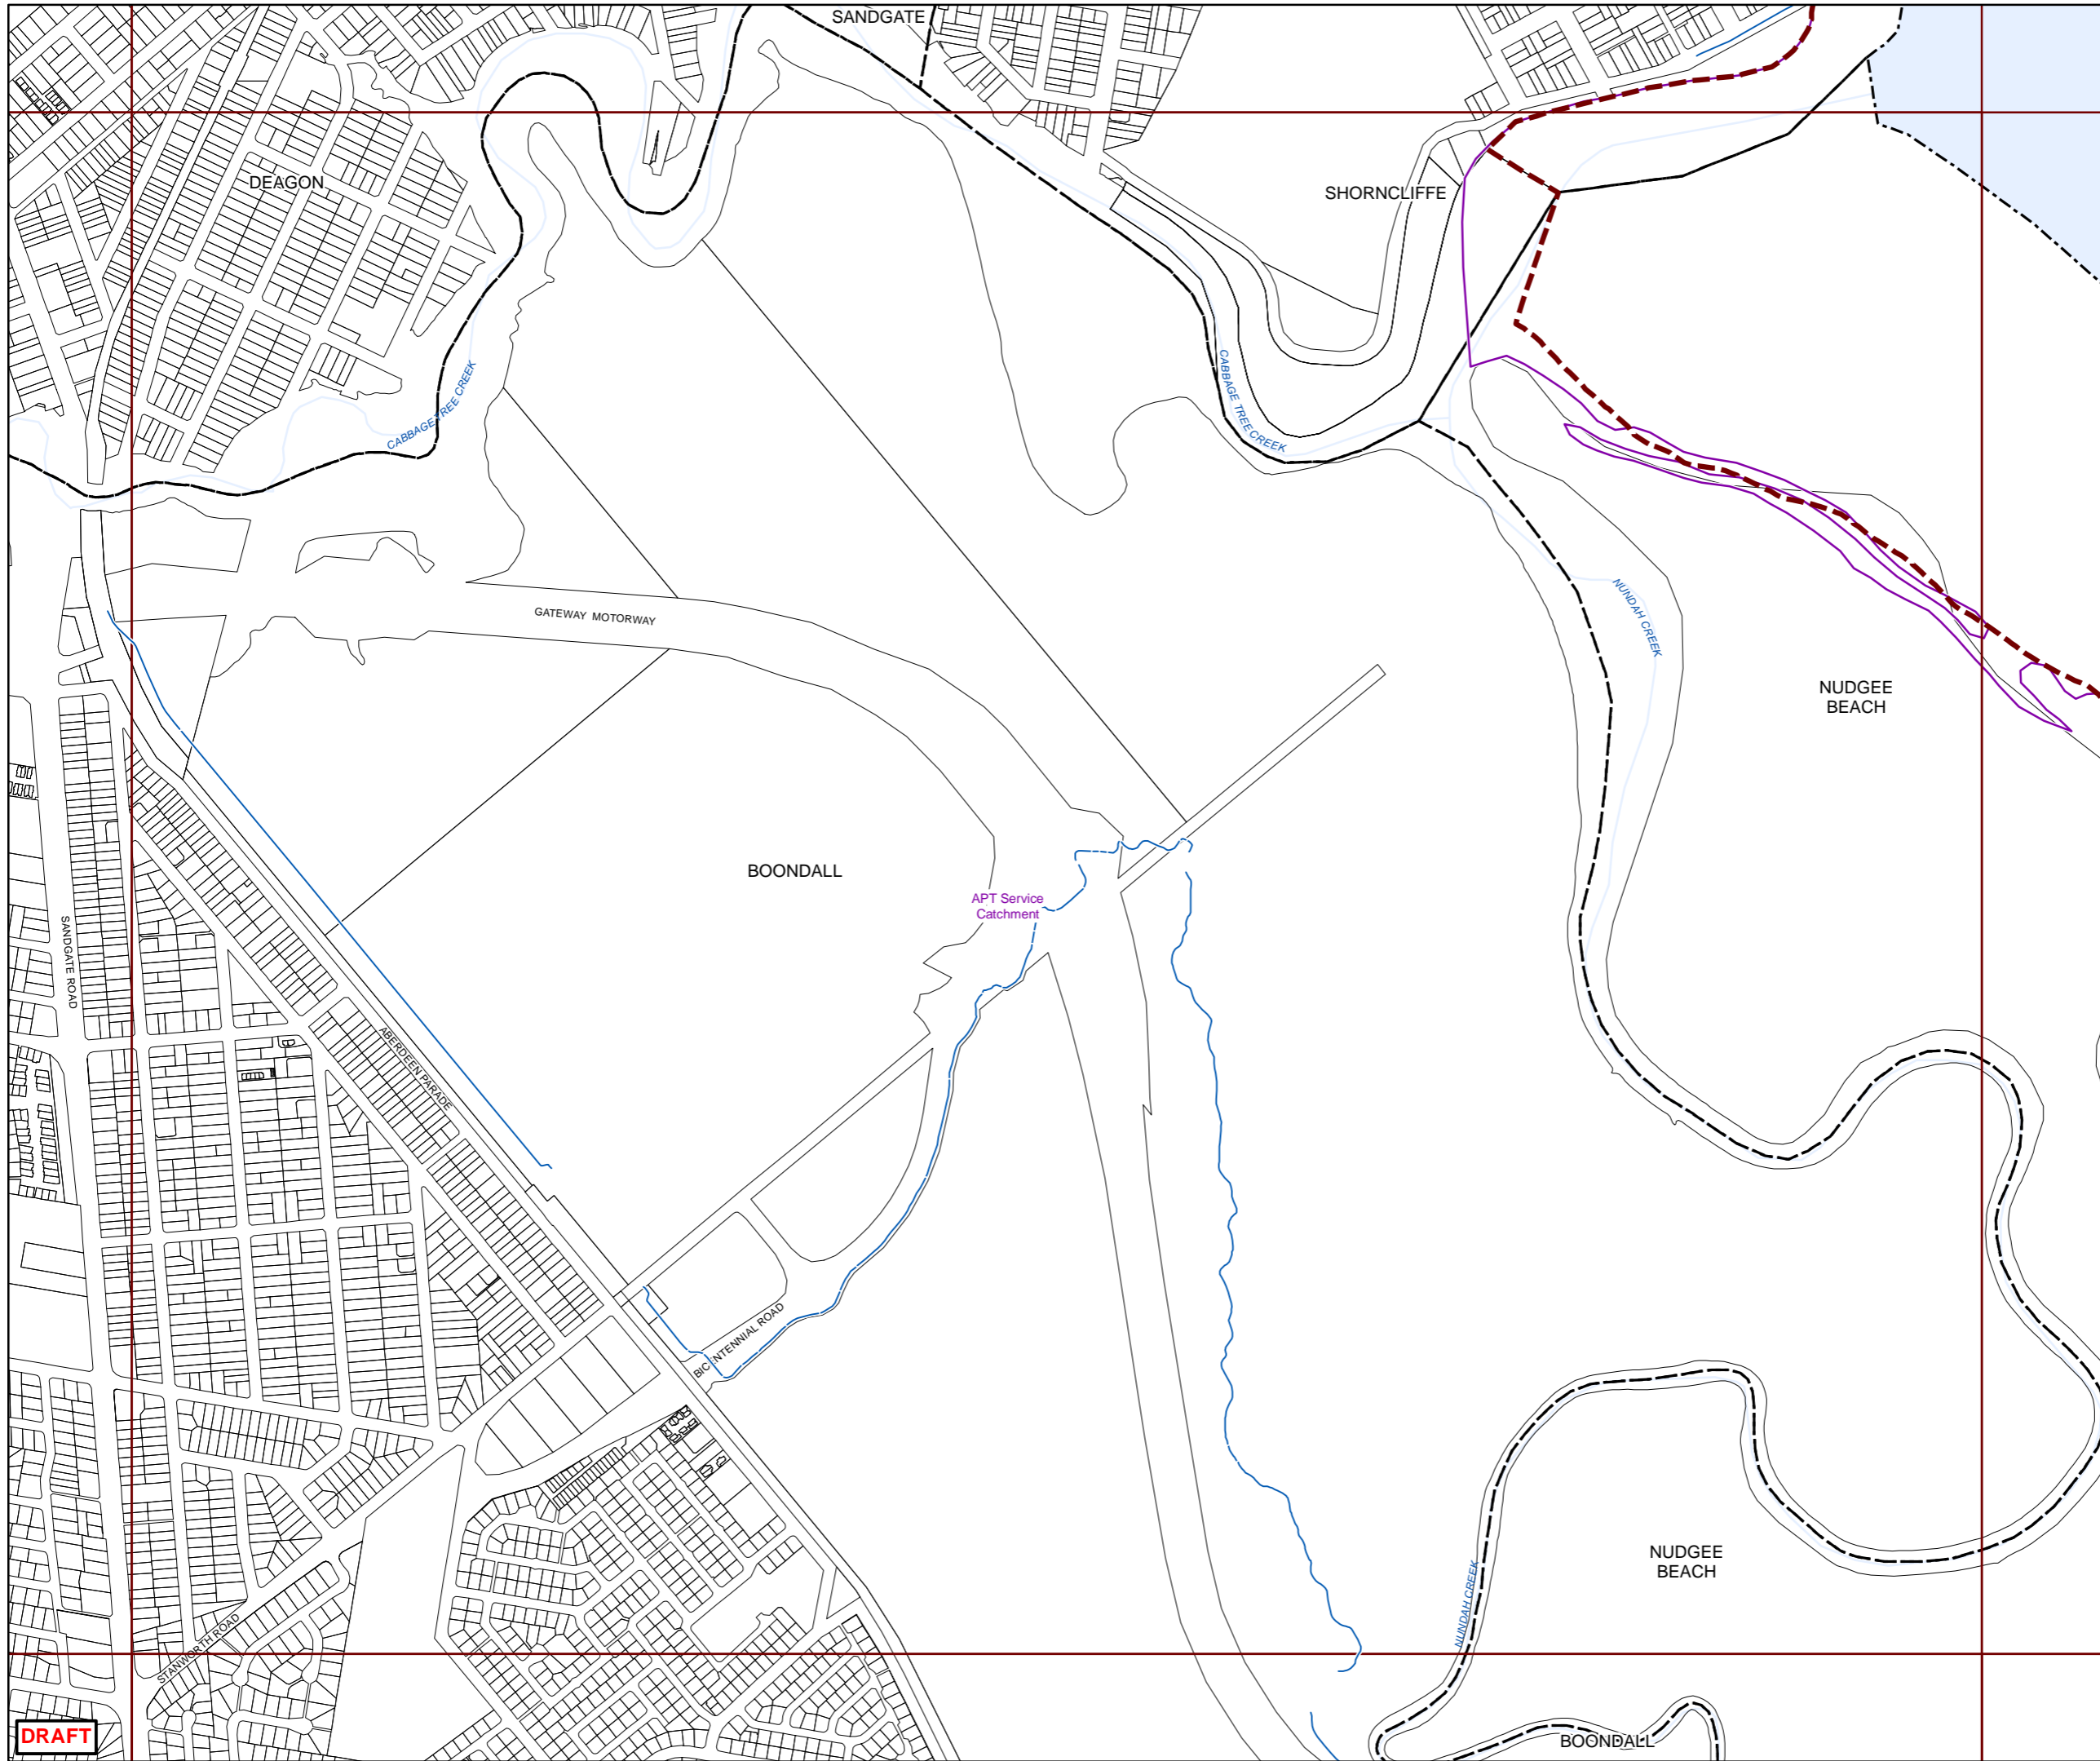 SANDGATE
DEAGON
SHORNCLIFFE
CABBAGE TREE CREEK
CABBAGE TREE CREEK
GATEWAY MOTORWAY
NUNDAH CREEK
NUDGEE
BEACH
BOONDALL
APT Service
Catchment
SANDGATE ROAD
ABERDEEN PARADE
BICENTENNIAL ROAD
NUDGEE
BEACH
NUNDAH CREEK
STANWORTH ROAD
DRAFT
BOONDALL